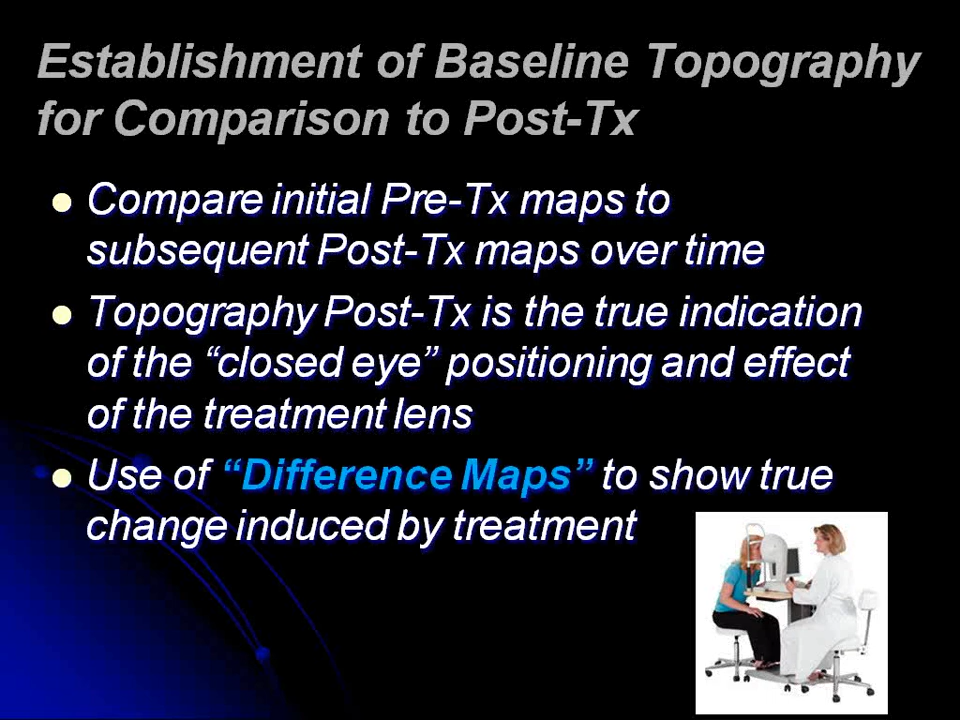 Establishment of Baseline Topography
for Comparison to Post-Tx
Compare initial Pre-Tx maps to
subsequent Post-Tx maps over time
Topography Post-Tx is the true indication
of the “closed eye” positioning and effect
of the treatment lens
Use of “Difference Maps” to show true
change induced by treatment